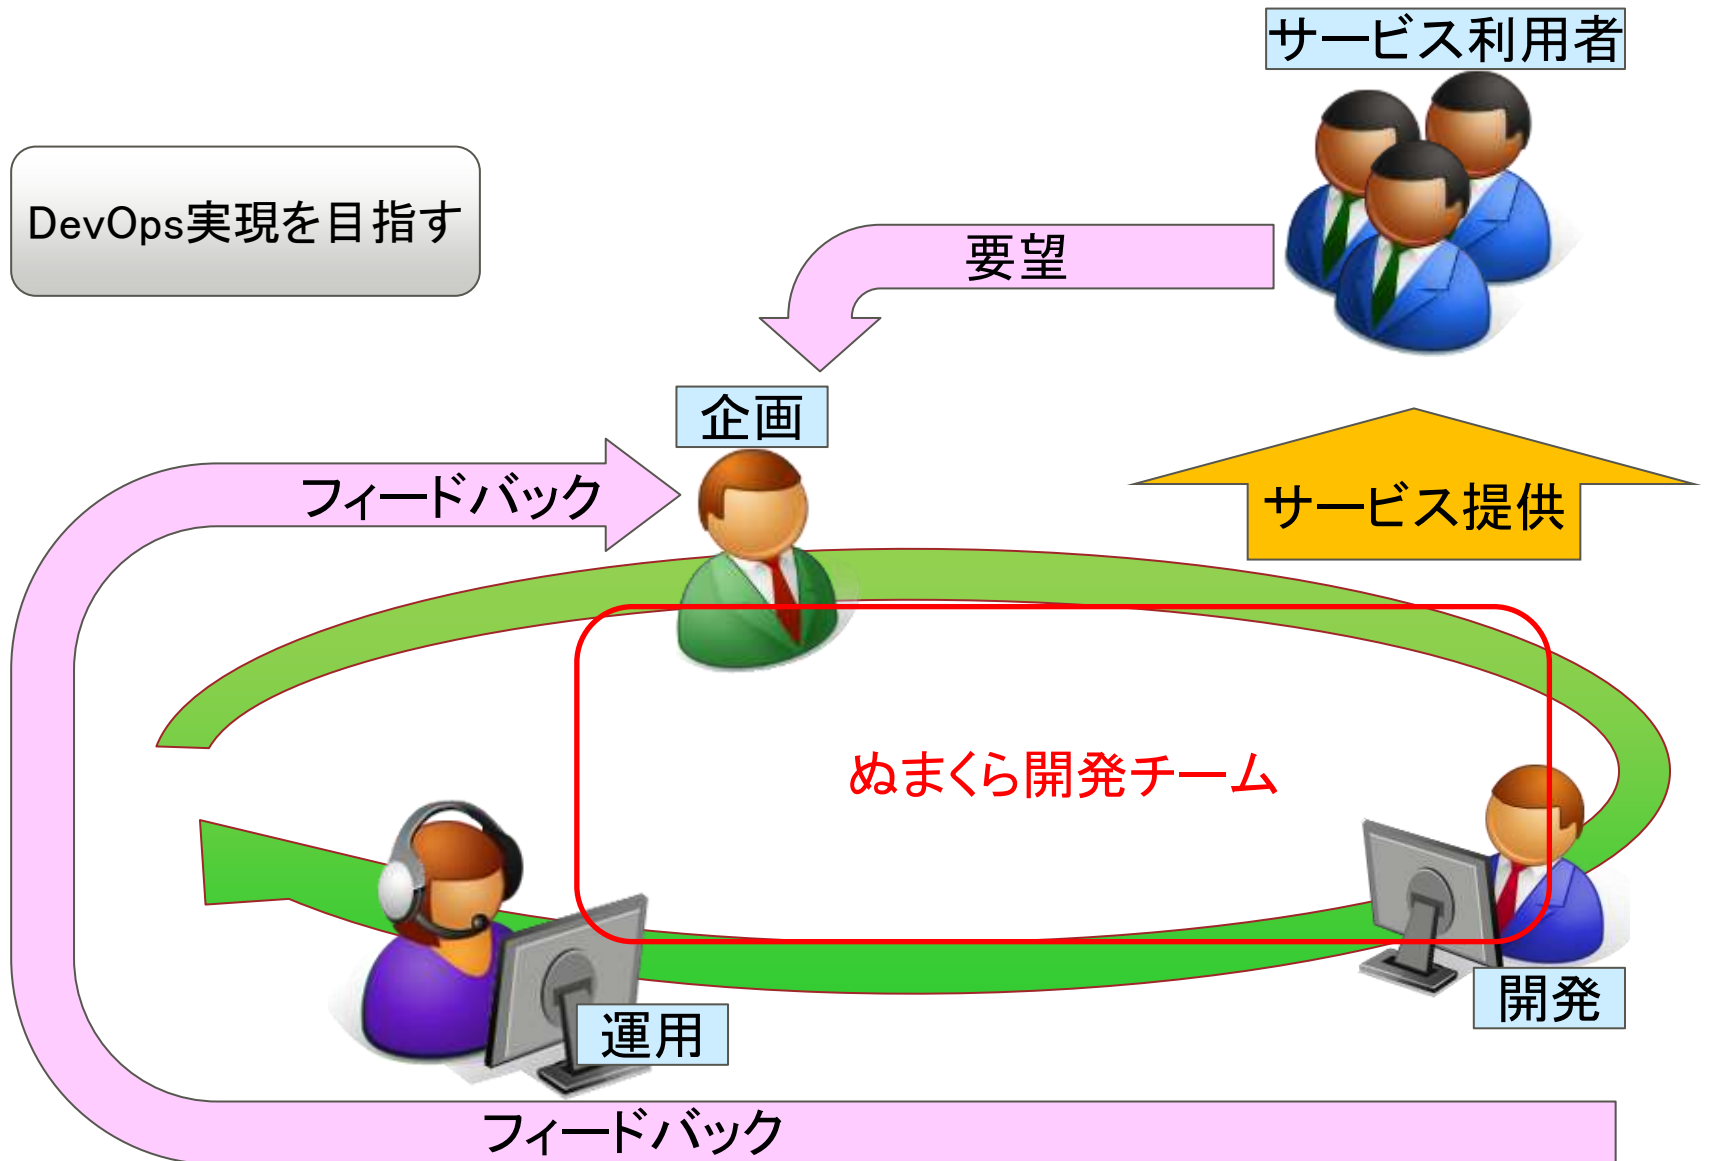 サービス利用者
DevOps実現を目指す
要望
企画
フィードバック
サービス提供
ぬまくら開発チーム
開発
運用
フィードバック